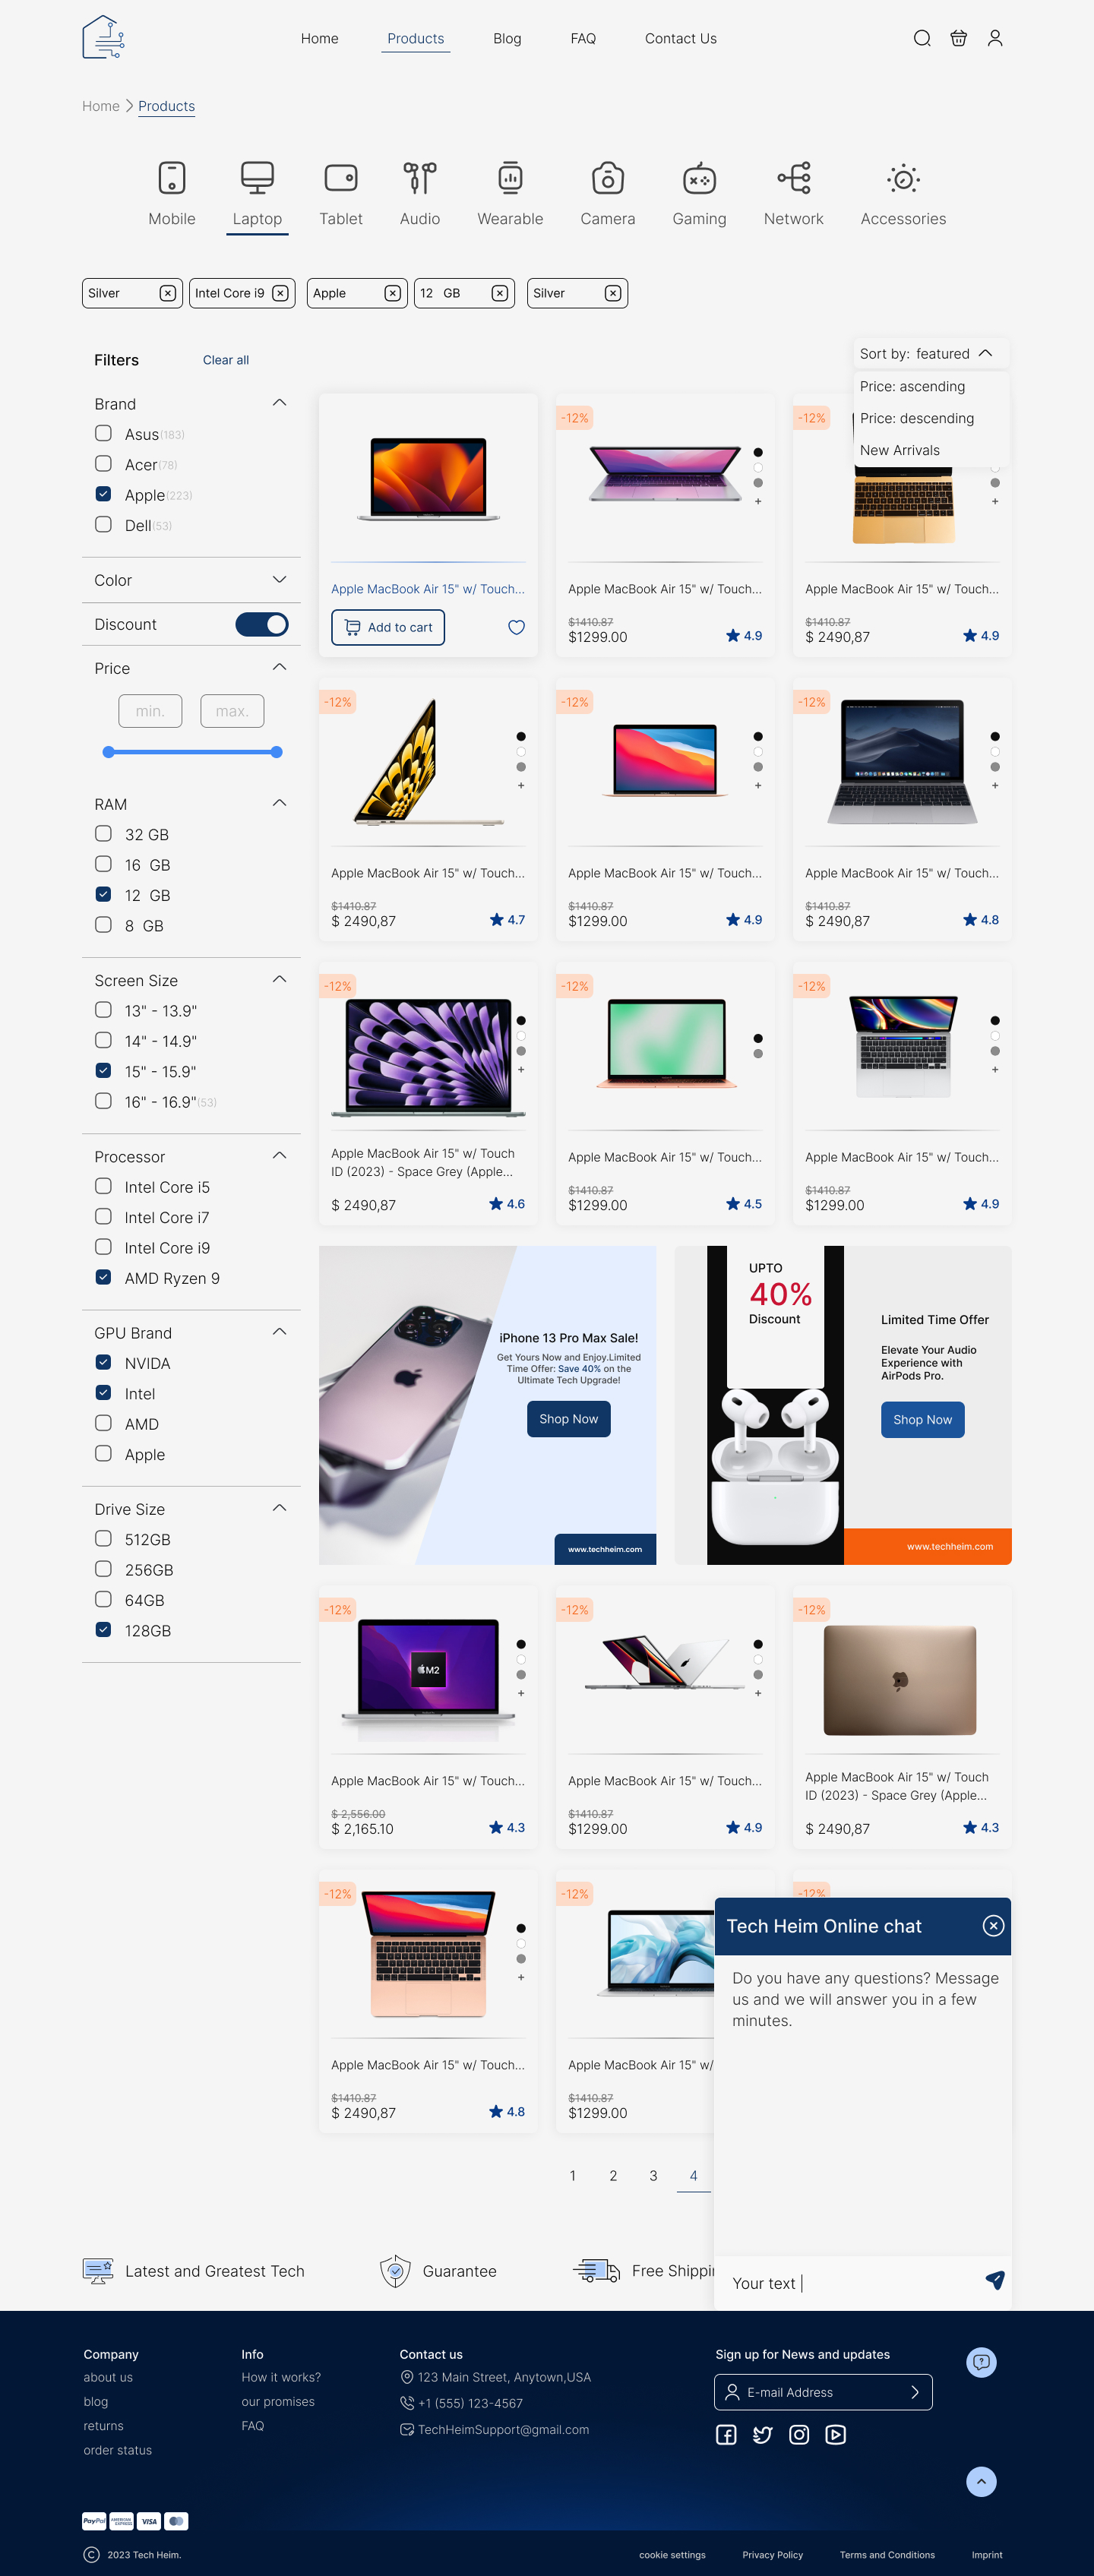 Home
Products
Blog
FAQ
Contact Us
Home
Products
Mobile
Laptop
Tablet
Audio
Wearable
Camera
Gaming
Network
Accessories
Silver
Intel Core i9
Apple
12 GB
Silver
Filters
Clear all
Brand
Asus(183)
Acer(78)
Apple(223)
Dell(53)
Color
Discount
Price
min.
max.
RAM
32 GB
16 GB
12 GB
8 GB
Screen Size
13" - 13.9"
14" - 14.9"
15" - 15.9"
16" - 16.9"(53)
Processor
Intel Core i5
Intel Core i7
Intel Core i9
AMD Ryzen 9
GPU Brand
NVIDA
Intel
AMD
Apple
Drive Size
512GB
256GB
64GB
128GB
Sort by: featured
Price: ascending
Price: descending
New Arrivals
Apple MacBook Air 15" w/ Touch...
Add to cart
-12%
Apple MacBook Air 15" w/ Touch...
$1410.87
$1299.00
4.9
-12%
Apple MacBook Air 15" w/ Touch...
$1410.87
$ 2490,87
4.9
-12%
Apple MacBook Air 15" w/ Touch...
$1410.87
$ 2490,87
4.7
-12%
Apple MacBook Air 15" w/ Touch...
$1410.87
$1299.00
4.9
-12%
Apple MacBook Air 15" w/ Touch...
$1410.87
$ 2490,87
4.8
-12%
Apple MacBook Air 15" w/ Touch
ID (2023) - Space Grey (Apple...
$ 2490,87
4.6
-12%
Apple MacBook Air 15" w/ Touch...
$1410.87
$1299.00
4.5
-12%
Apple MacBook Air 15" w/ Touch...
$1410.87
$1299.00
4.9
iPhone 13 Pro Max Sale!
Get Yours Now and Enjoy.Limited
Time Offer: Save 40% on the
Ultimate Tech Upgrade!
Shop Now
www.techheim.com
UPTO
40%
Discount
Limited Time Offer
Elevate Your Audio
Experience with
AirPods Pro.
Shop Now
www.techheim.com
-12%
M2
Apple MacBook Air 15" w/ Touch...
$ 2,556.00
$ 2,165.10
4.3
-12%
Apple MacBook Air 15" w/ Touch...
$1410.87
$1299.00
4.9
-12%
Apple MacBook Air 15" w/ Touch
ID (2023) - Space Grey (Apple...
$ 2490,87
4.3
-12%
Apple MacBook Air 15" w/ Touch...
$1410.87
$ 2490,87
4.8
-12%
Apple MacBook Air 15" w/
$1410.87
$1299.00
-12%
Tech Heim Online chat
Do you have any questions? Message
us and we will answer you in a few
minutes.
Your text
1
2
3
4
Latest and Greatest Tech
Guarantee
Free Shippin
Company
about us
blog
returns
order status
Info
How it works?
our promises
FAQ
Contact us
123 Main Street, Anytown,USA
+1 (555) 123-4567
TechHeimSupport@gmail.com
Sign up for News and updates
E-mail Address
PayPal
AMERICAN EXPRESS
VISA
2023 Tech Heim.
cookie settings
Privacy Policy
Terms and Conditions
Imprint